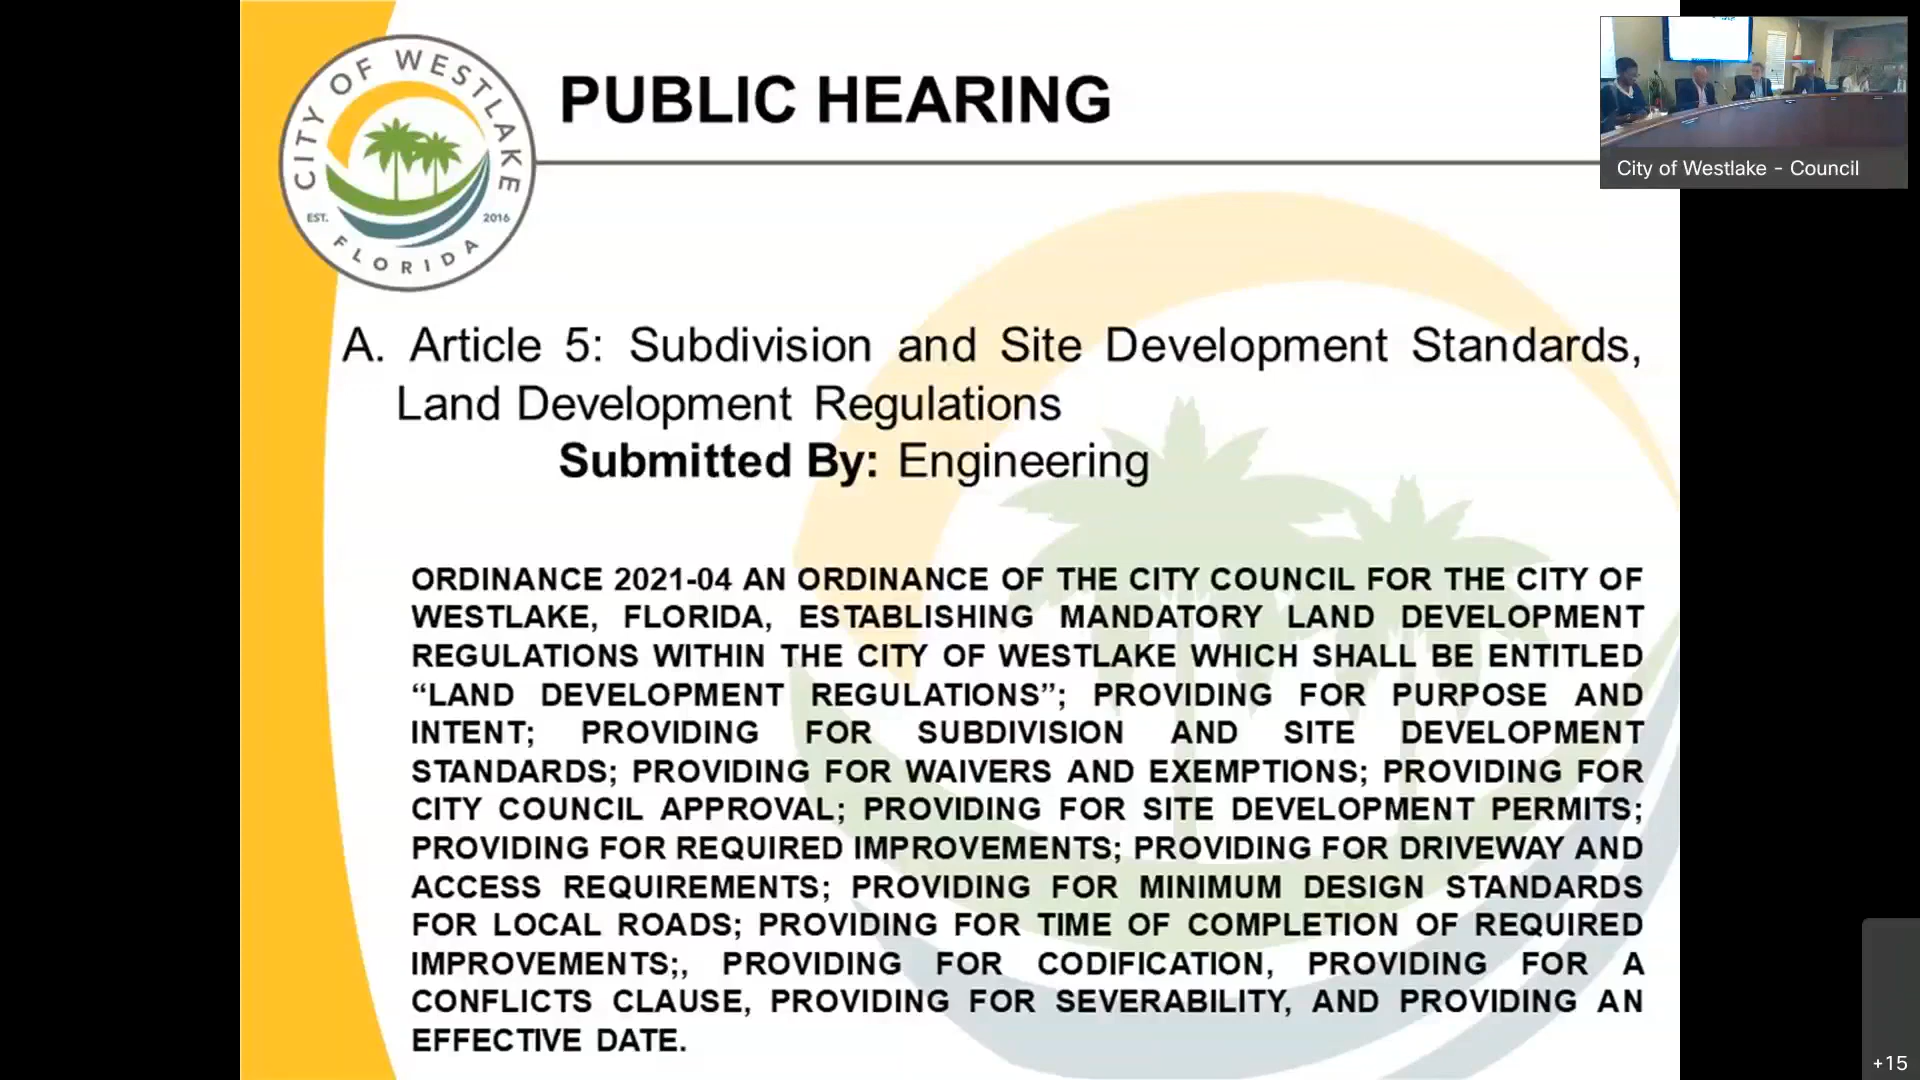 CITY OF WESTLAKE
EST. 2016
FLORIDA
PUBLIC HEARING
City of Westlake - Council
A. Article 5: Subdivision and Site Development Standards,
Land Development Regulations
Submitted By: Engineering
ORDINANCE 2021-04 AN ORDINANCE OF THE CITY COUNCIL FOR THE CITY OF
WESTLAKE, FLORIDA, ESTABLISHING MANDATORY LAND DEVELOPMENT
REGULATIONS WITHIN THE CITY OF WESTLAKE WHICH SHALL BE ENTITLED
“LAND DEVELOPMENT REGULATIONS”; PROVIDING FOR PURPOSE AND
INTENT; PROVIDING FOR SUBDIVISION AND SITE DEVELOPMENT
STANDARDS; PROVIDING FOR WAIVERS AND EXEMPTIONS; PROVIDING FOR
CITY COUNCIL APPROVAL; PROVIDING FOR SITE DEVELOPMENT PERMITS;
PROVIDING FOR REQUIRED IMPROVEMENTS; PROVIDING FOR DRIVEWAY AND
ACCESS REQUIREMENTS; PROVIDING FOR MINIMUM DESIGN STANDARDS
FOR LOCAL ROADS; PROVIDING FOR TIME OF COMPLETION OF REQUIRED
IMPROVEMENTS;, PROVIDING FOR CODIFICATION, PROVIDING FOR A
CONFLICTS CLAUSE, PROVIDING FOR SEVERABILITY, AND PROVIDING AN
EFFECTIVE DATE.
+15